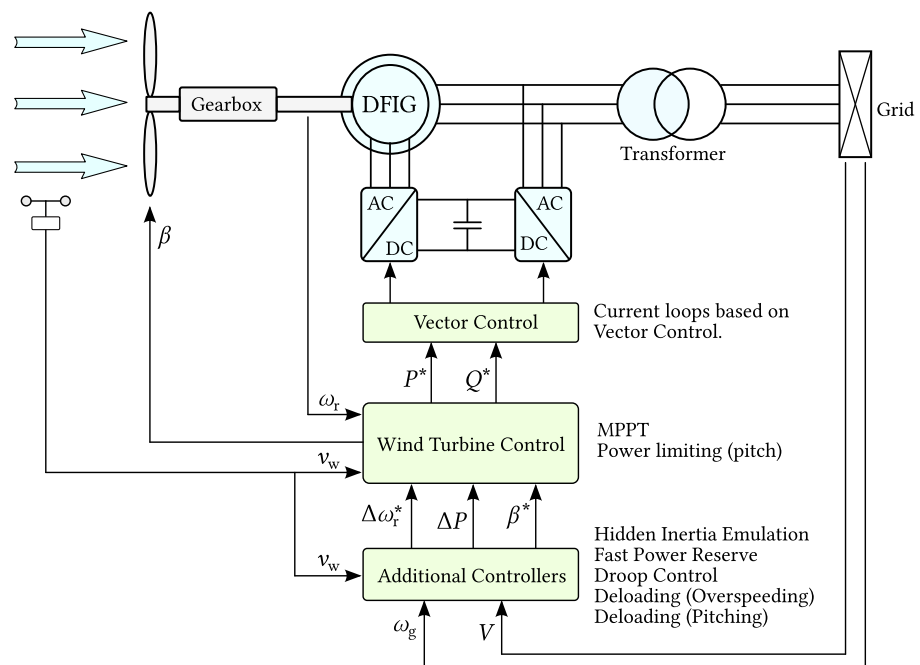 Gearbox
DFIG
Grid
Transformer
AC
DC
AC
DC
β
Vector Control
Current loops based on
Vector Control.
P*
Q*
ωr
Wind Turbine Control
MPPT
Power limiting (pitch)
vw
Δωr*
ΔP
β*
Hidden Inertia Emulation
Fast Power Reserve
Droop Control
Deloading (Overspeeding)
Deloading (Pitching)
vw
Additional Controllers
ωg
V